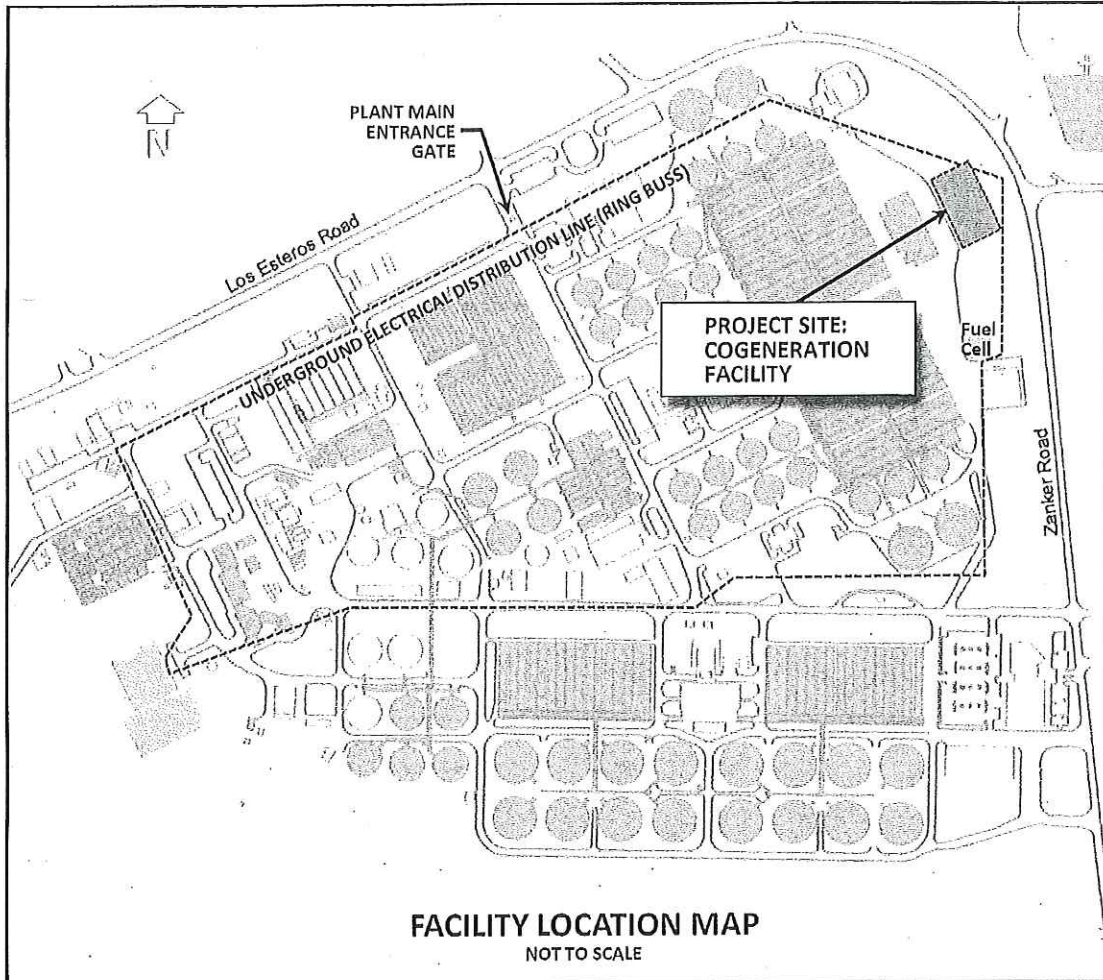 N
PLANT MAIN
ENTRANCE
GATE
Los Esteros Road
UNDERGROUND ELECTRICAL DISTRIBUTION LINE (RING BUSS)
PROJECT SITE:
COGENERATION
FACILITY
Fuel
Cell
Zanker Road
FACILITY LOCATION MAP
NOT TO SCALE